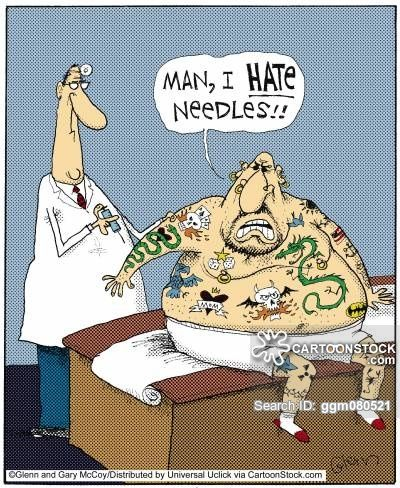 MAN, I HATE
NEEDLES!!
MOM
CARTOONSTOCK
.com
Search ID: ggm080521
©Glenn and Gary McCoy/Distributed by Universal Uclick via CartoonStock.com